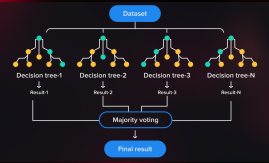 Dataset
Decision tree-1 Decision tree-2 Decision tree-3 Decision tree-N
Result-1 Result-2 Result-3 Result-N
Majority voting
Final result